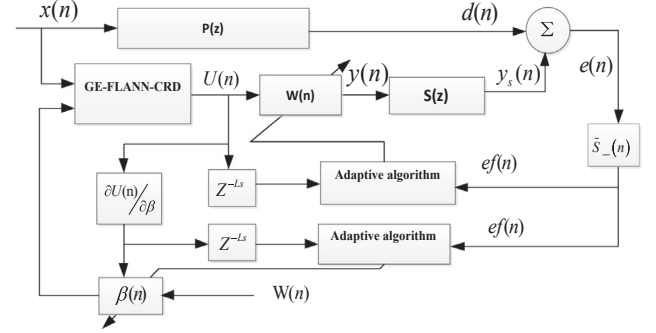 x(n)
P(z)
d(n)
Σ
GE-FLANN-CRD
U(n)
W(n)
y(n)
S(z)
y_s(n)
e(n)
S̃_(n)
∂U(n)/∂β
Z^{-Ls}
Adaptive algorithm
ef(n)
Z^{-Ls}
Adaptive algorithm
ef(n)
β(n)
W(n)